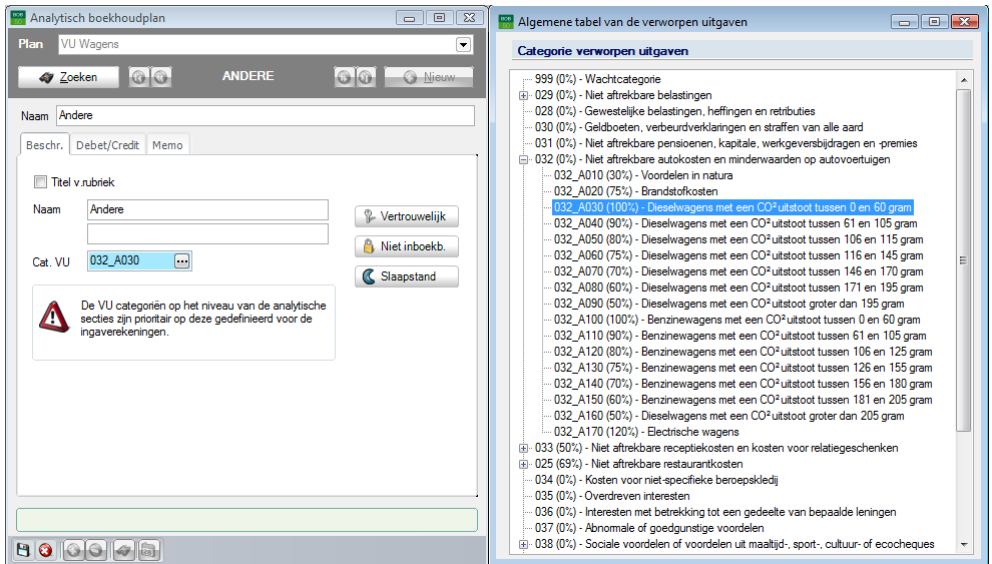 Analytisch boekhoudplan
Plan VU Wagens
Zoeken ANDERE Nieuw
Naam Andere
Beschr. Debet/Credit Memo
Titel v.rubriek
Naam Andere
Cat. VU 032_A030 ...
Vertrouwelijk
Niet inboekb.
Slaapstand
De VU categoriën op het niveau van de analytische
secties zijn prioritair op deze gedefinieerd voor de
ingaverekeningen.
Algemene tabel van de verworpen uitgaven
Categorie verworpen uitgaven
999 (0%) - Wachtcategorie
029 (0%) - Niet aftrekbare belastingen
028 (0%) - Gewestelijke belastingen, heffingen en retributies
030 (0%) - Geldboeten, verbeurdverklaringen en straffen van alle aard
031 (0%) - Niet aftrekbare pensioenen, kapitale, werkgeversbijdragen en -premies
032 (0%) - Niet aftrekbare autokosten en minderwaarden op autovoertuigen
032_A010 (30%) - Voordelen in natura
032_A020 (75%) - Brandstofkosten
032_A030 (100%) - Dieselwagens met een CO² uitstoot tussen 0 en 60 gram
032_A040 (90%) - Dieselwagens met een CO² uitstoot tussen 61 en 105 gram
032_A050 (80%) - Dieselwagens met een CO² uitstoot tussen 106 en 115 gram
032_A060 (75%) - Dieselwagens met een CO² uitstoot tussen 116 en 145 gram
032_A070 (70%) - Dieselwagens met een CO² uitstoot tussen 146 en 170 gram
032_A080 (60%) - Dieselwagens met een CO² uitstoot tussen 171 en 195 gram
032_A090 (50%) - Dieselwagens met een CO² uitstoot groter dan 195 gram
032_A100 (100%) - Benzinewagens met een CO² uitstoot tussen 0 en 60 gram
032_A110 (90%) - Benzinewagens met een CO² uitstoot tussen 61 en 105 gram
032_A120 (80%) - Benzinewagens met een CO² uitstoot tussen 106 en 125 gram
032_A130 (75%) - Benzinewagens met een CO² uitstoot tussen 126 en 155 gram
032_A140 (70%) - Benzinewagens met een CO² uitstoot tussen 156 en 180 gram
032_A150 (60%) - Benzinewagens met een CO² uitstoot tussen 181 en 205 gram
032_A160 (50%) - Dieselwagens met een CO² uitstoot groter dan 205 gram
032_A170 (120%) - Electrische wagens
033 (50%) - Niet aftrekbare receptiekosten en kosten voor relatiegeschenken
025 (69%) - Niet aftrekbare restaurantkosten
034 (0%) - Kosten voor niet-specifieke beroepskledij
035 (0%) - Overdreven interesten
036 (0%) - Interesten met betrekking tot een gedeelte van bepaalde leningen
037 (0%) - Abnormale of goedgunstige voordelen
038 (0%) - Sociale voordelen of voordelen uit maaltijd-, sport-, cultuur- of ecocheques